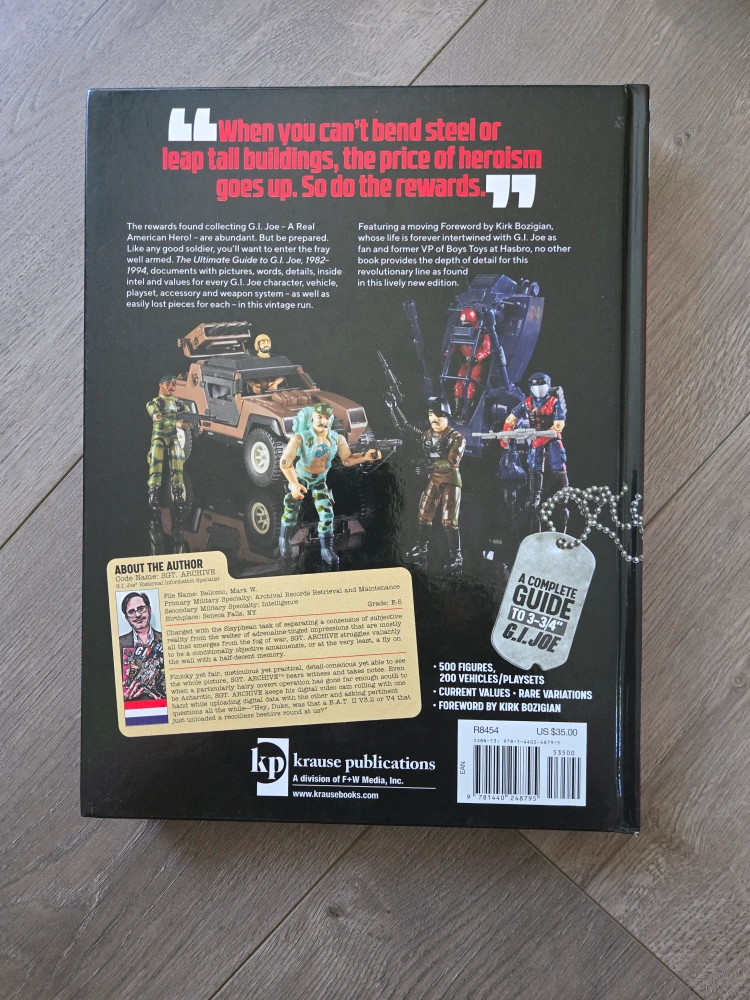 “When you can't bend steel or
leap tall buildings, the price of heroism
goes up. So do the rewards.”
The rewards found collecting G.I. Joe – A Real
American Hero! – are abundant. But be prepared.
Like any good soldier, you'll want to enter the fray
well armed. The Ultimate Guide to G.I. Joe, 1982-
1994, documents with pictures, words, details, inside
intel and values for every G.I. Joe character, vehicle,
playset, accessory and weapon system – as well as
easily lost pieces for each – in this vintage run.
Featuring a moving Foreword by Kirk Bozigian,
whose life is forever intertwined with G.I. Joe as
fan and former VP of Boys Toys at Hasbro, no other
book provides the depth of detail for this
revolutionary line as found
in this lively new edition.
ABOUT THE AUTHOR
Code Name: SGT. ARCHIVE
G.I. Joe® Historical Information Specialist
File Name: Bellomo, Mark W.
Primary Military Specialty: Archival Records Retrieval and Maintenance
Secondary Military Specialty: Intelligence
Birthplace: Seneca Falls, NY
Grade: E-5
Charged with the Sisyphean task of separating a consensus of subjective
reality from the welter of adrenaline-tinged impressions that are mostly
all that emerges from the fog of war, SGT. ARCHIVE struggles valiantly
to be a conditionally objective amanuensis, or at the very least, a fly on
the wall with a half-decent memory.
Finicky yet fair, meticulous yet practical, detail-conscious yet able to see
the whole picture, SGT. ARCHIVE™ bears witness and takes notes. Even
when a particularly hairy covert operation has gone far enough south to
be Antarctic, SGT. ARCHIVE keeps his digital video cam rolling with one
hand while uploading digital data with the other and asking pertinent
questions all the while—"Hey, Duke, was that a B.A.T. II V3.2 or V4 that
just unloaded a recoilless beehive round at us?"
A COMPLETE
GUIDE
TO 3-3/4"
G.I. JOE
• 500 FIGURES,
200 VEHICLES/PLAYSETS
• CURRENT VALUES • RARE VARIATIONS
• FOREWORD BY KIRK BOZIGIAN
kp krause publications
A division of F+W Media, Inc.
www.krausebooks.com
R8454 US $35.00
ISBN-13: 978-1-4402-4879-5
53500
EAN
9 781440 248795